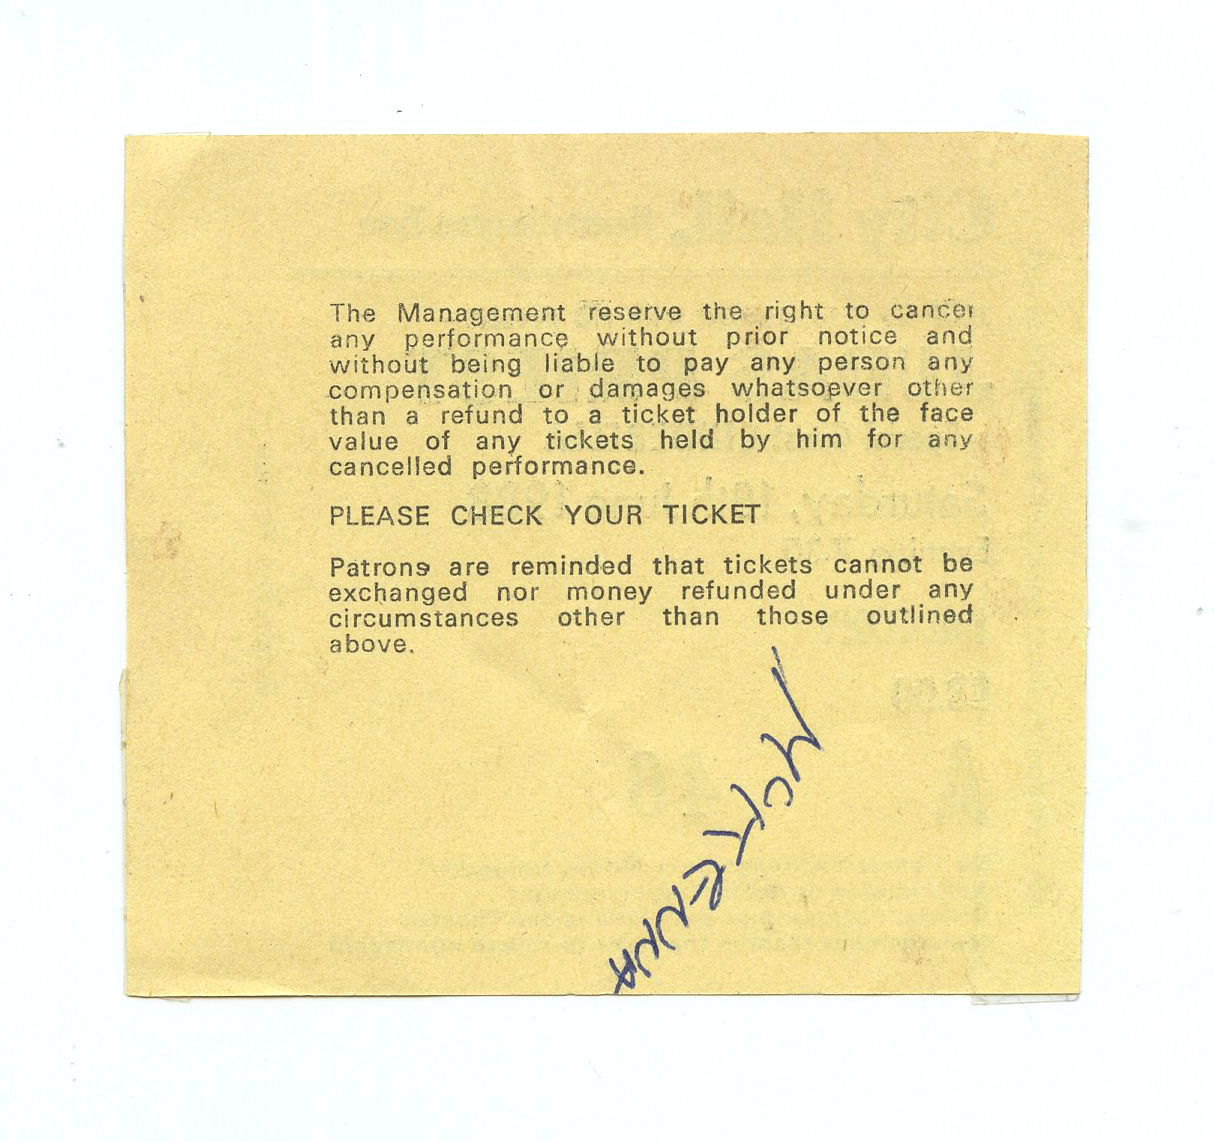 The Management reserve the right to cancel
any performance without prior notice and
without being liable to pay any person any
compensation or damages whatsoever other
than a refund to a ticket holder of the face
value of any tickets held by him for any
cancelled performance.
PLEASE CHECK YOUR TICKET
Patrons are reminded that tickets cannot be
exchanged nor money refunded under any
circumstances other than those outlined
above.